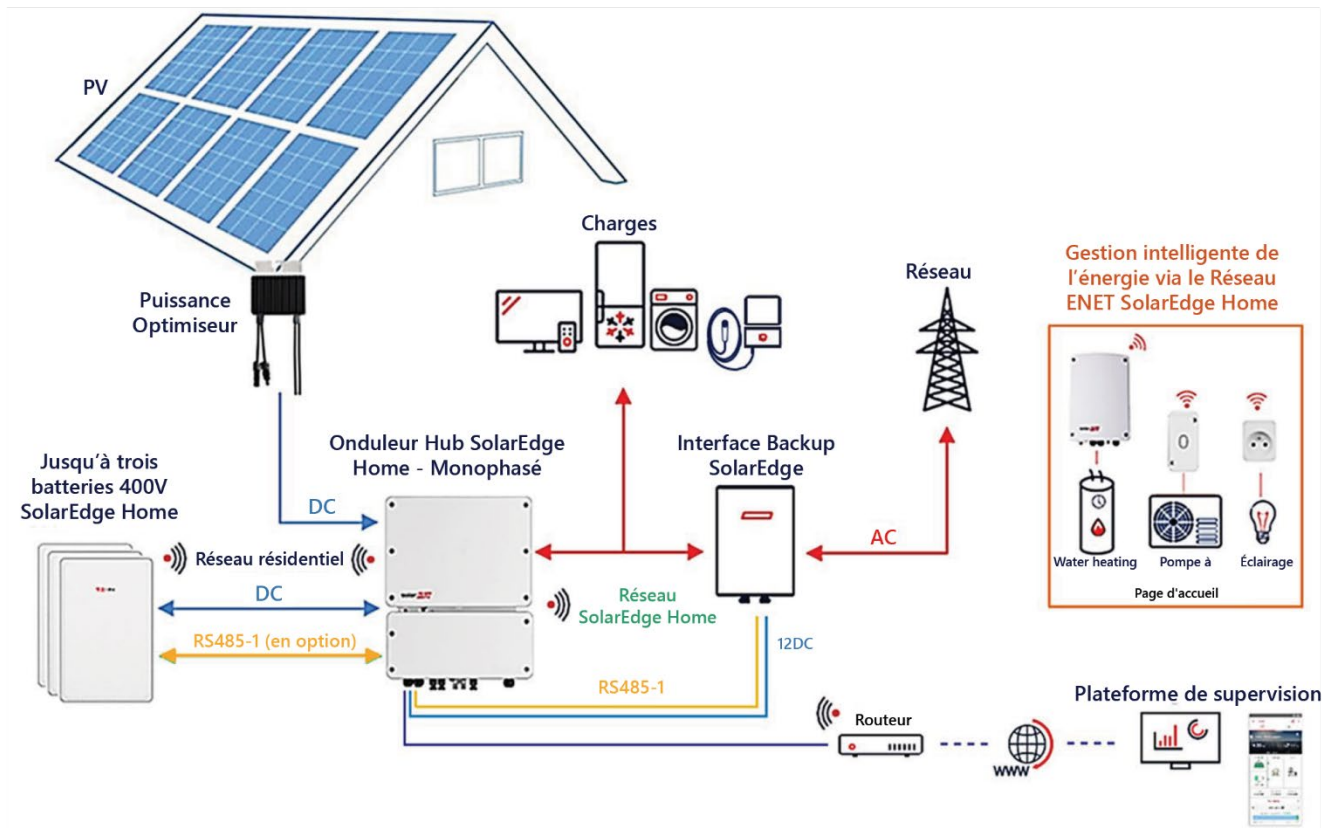 PV
Charges
Réseau
Gestion intelligente de
l'énergie via le Réseau
ENET SolarEdge Home
Puissance
Optimiseur
Onduleur Hub SolarEdge
Home - Monophasé
Interface Backup
SolarEdge
Jusqu'à trois
batteries 400V
SolarEdge Home
DC
AC
Water heating
Pompe à
Éclairage
Page d'accueil
Réseau résidentiel
DC
Réseau
SolarEdge Home
RS485-1 (en option)
12DC
RS485-1
Plateforme de supervision
Routeur
www